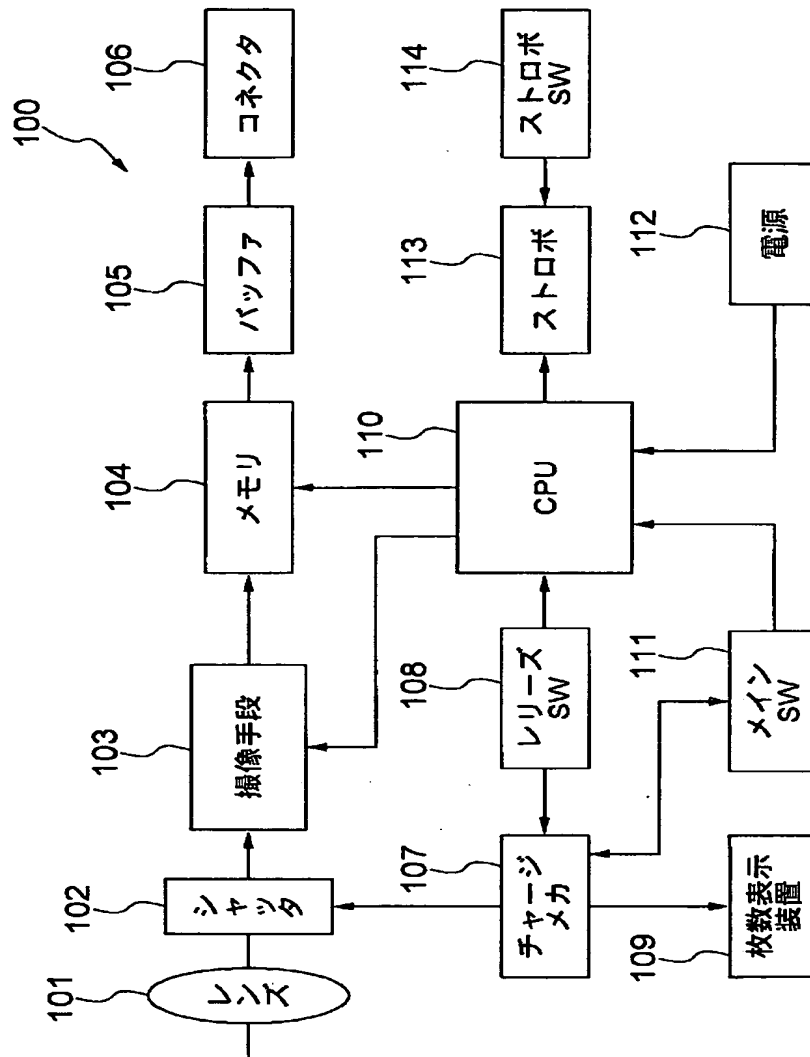 100
101
レンズ
102
シャッタ
103
撮像手段
104
メモリ
105
バッファ
106
コネクタ
107
チャージ
メカ
108
レリーズ
SW
110
CPU
113
ストロボ
114
ストロボ
SW
109
枚数表示
装置
111
メイン
SW
112
電源